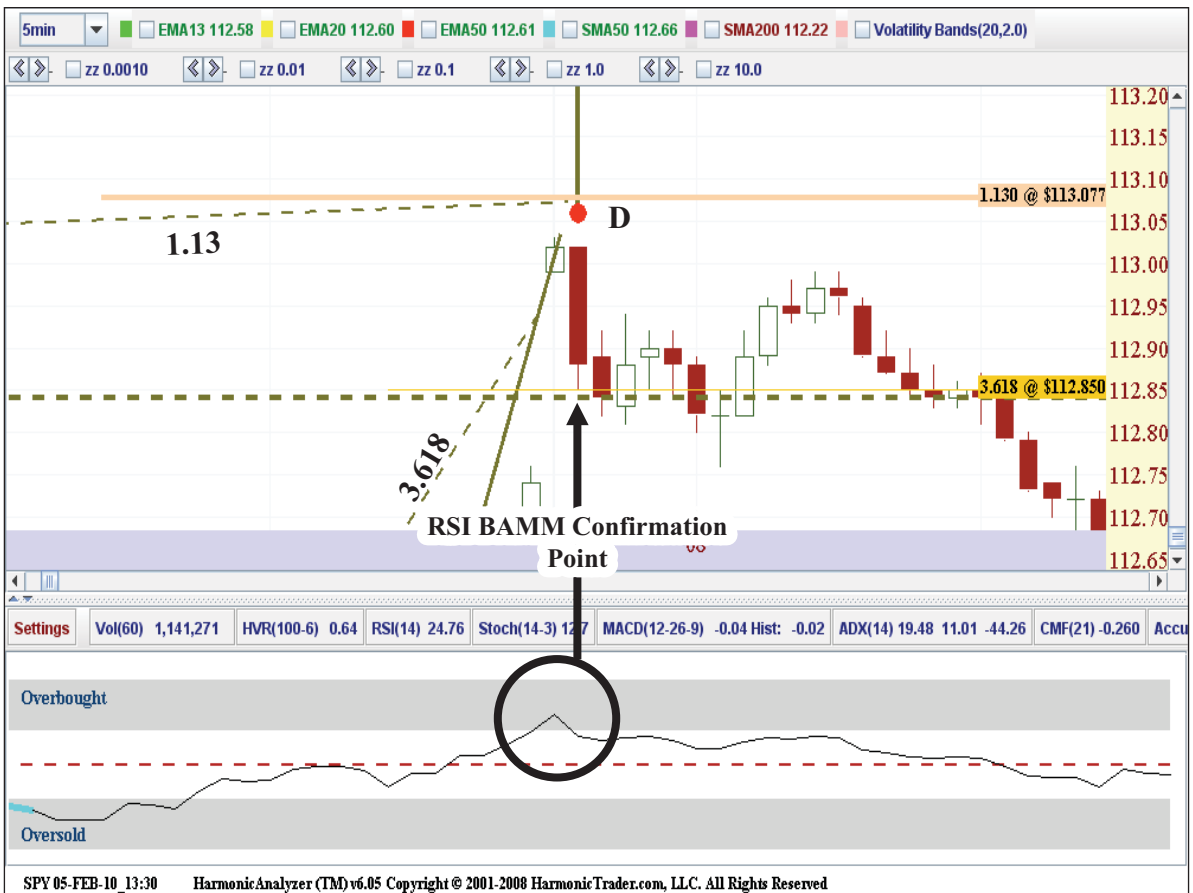 5min EMA13 112.58 EMA20 112.60 EMA50 112.61 SMA50 112.66 SMA200 112.22 Volatility Bands(20,2.0)
zz 0.0010 zz 0.01 zz 0.1 zz 1.0 zz 10.0
113.20
113.15
113.10
1.130 @ $113.077
113.05
D
1.13
113.00
112.95
112.90
3.618 @ $112.850
112.85
112.80
3.618
112.75
112.70
RSI BAMM Confirmation
Point
112.65
Settings Vol(60) 1,141,271 HVR(100-6) 0.64 RSI(14) 24.76 Stoch(14-3) MACD(12-26-9) -0.04 Hist: -0.02 ADX(14) 19.48 11.01 -44.26 CMF(21) -0.260 Accu
Overbought
Oversold
SPY 05-FEB-10_13:30 HarmonicAnalyzer (TM) v6.05 Copyright © 2001-2008 HarmonicTrader.com, LLC. All Rights Reserved